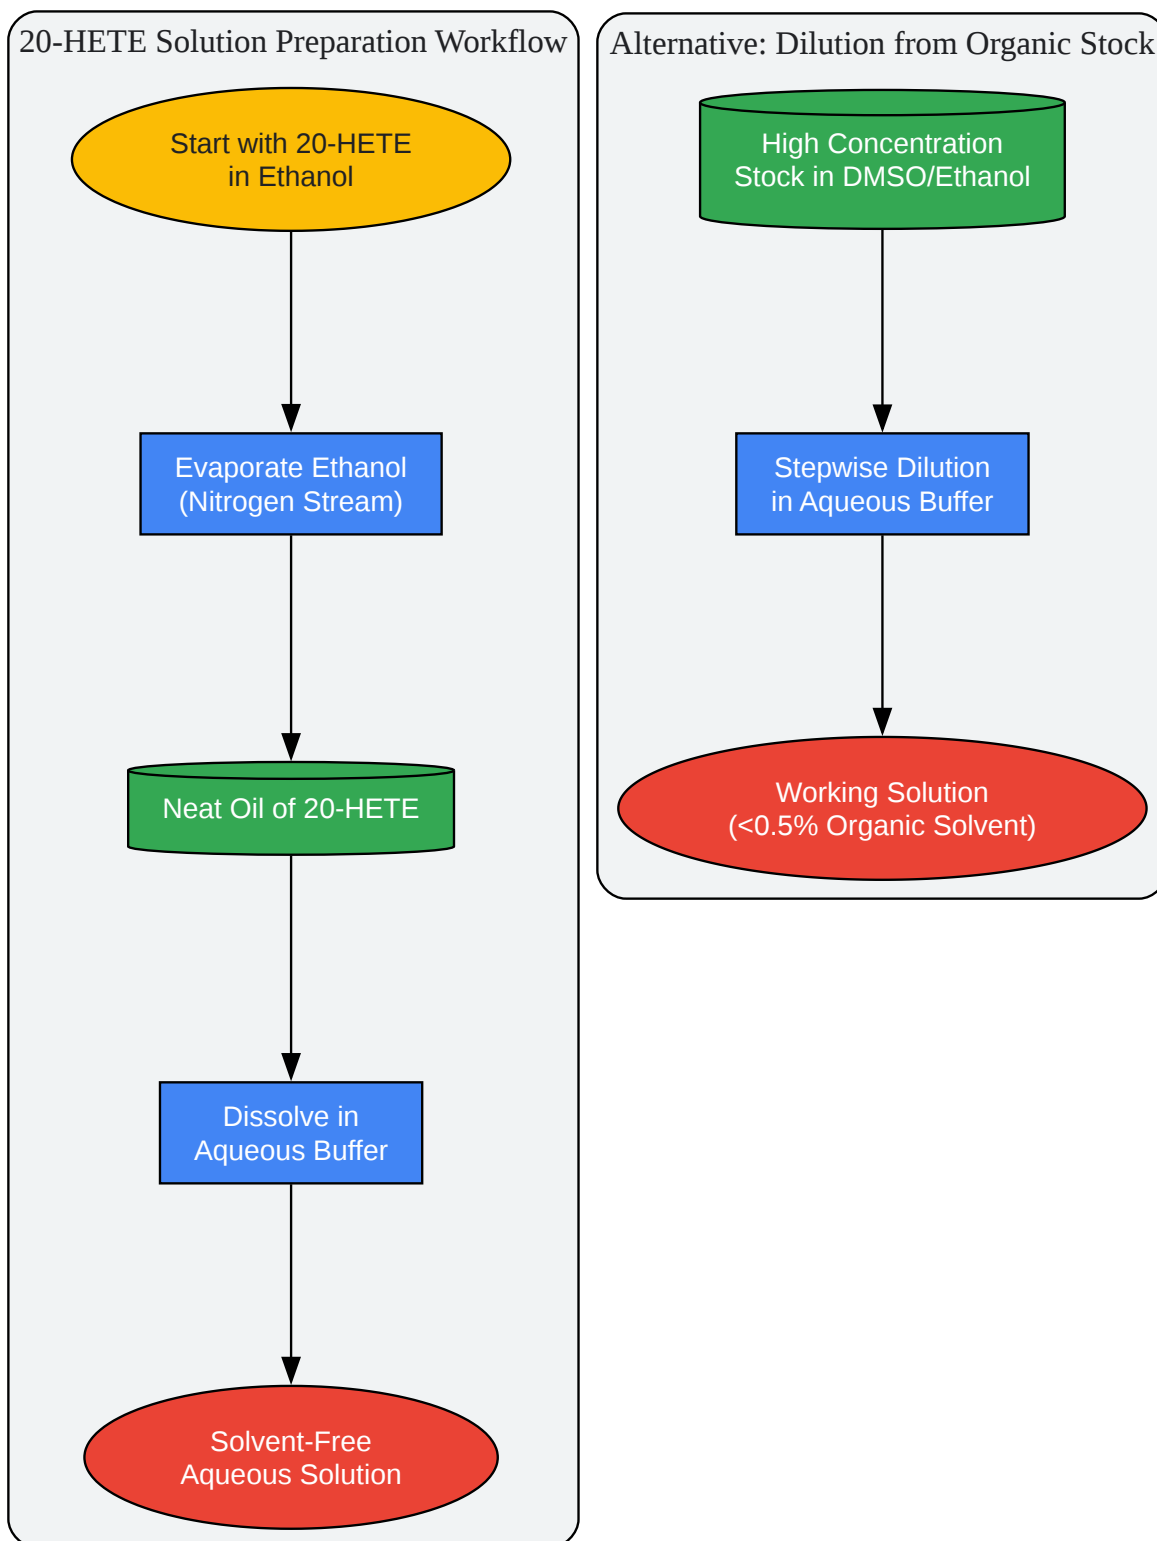 20-HETE Solution Preparation Workflow
Start with 20-HETE
in Ethanol
Evaporate Ethanol
(Nitrogen Stream)
Neat Oil of 20-HETE
Dissolve in
Aqueous Buffer
Solvent-Free
Aqueous Solution
Alternative: Dilution from Organic Stock
High Concentration
Stock in DMSO/Ethanol
Stepwise Dilution
in Aqueous Buffer
Working Solution
(<0.5% Organic Solvent)